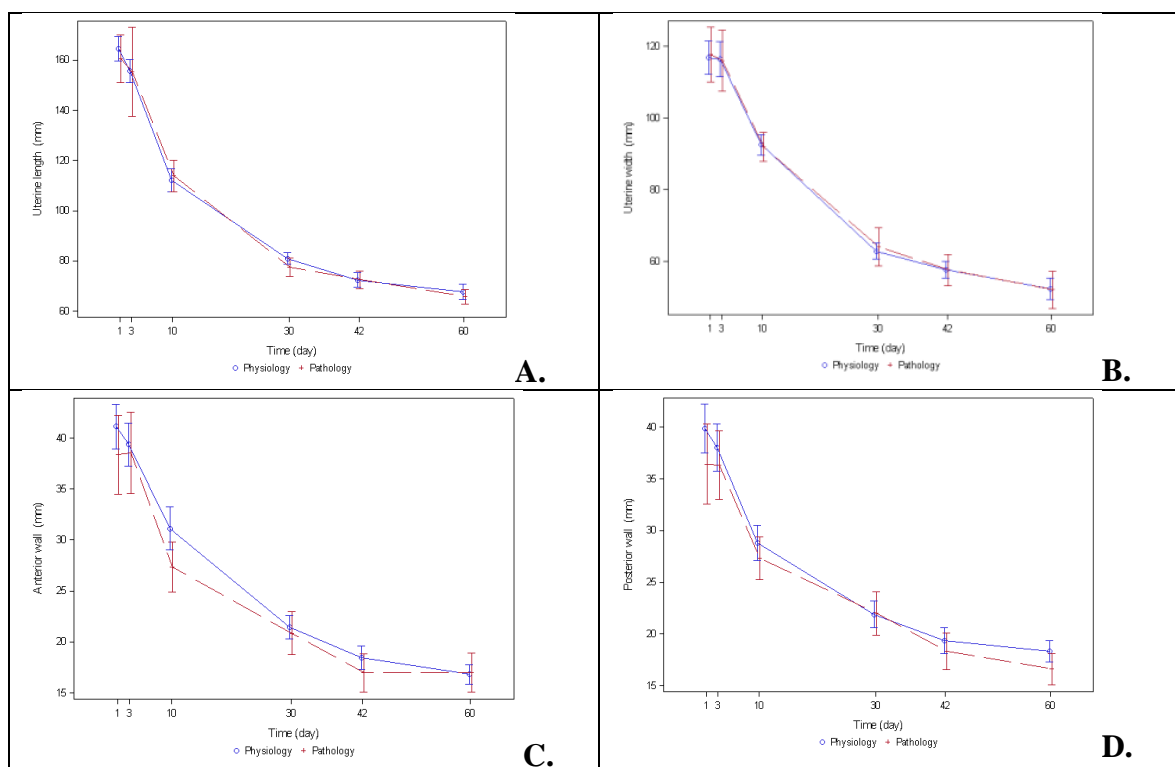 160
140
120
100
80
60
Uterine length (mm)
1 3 10 30 42 60
Time (day)
Physiology + Pathology
A.
120
100
80
60
Uterine width (mm)
1 3 10 30 42 60
Time (day)
Physiology + Pathology
B.
40
35
30
25
20
15
Anterior wall (mm)
1 3 10 30 42 60
Time (day)
Physiology + Pathology
C.
40
35
30
25
20
15
Posterior wall (mm)
1 3 10 30 42 60
Time (day)
Physiology + Pathology
D.